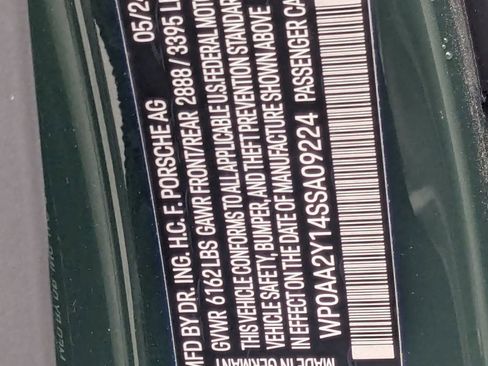 MFD BY DR. ING. H.C. F. PORSCHE AG 05/2
GVWR 6162 LBS GAWR FRONT/REAR 2888 / 3395 L
THIS VEHICLE CONFORMS TO ALL APPLICABLE U.S.FEDERAL MOTO
VEHICLE SAFETY, BUMPER, AND THEFT PREVENTION STANDARD
IN EFFECT ON THE DATE OF MANUFACTURE SHOWN ABOVE.
WP0AA2Y14SSA09224 PASSENGER CA
MADE IN GERMANY